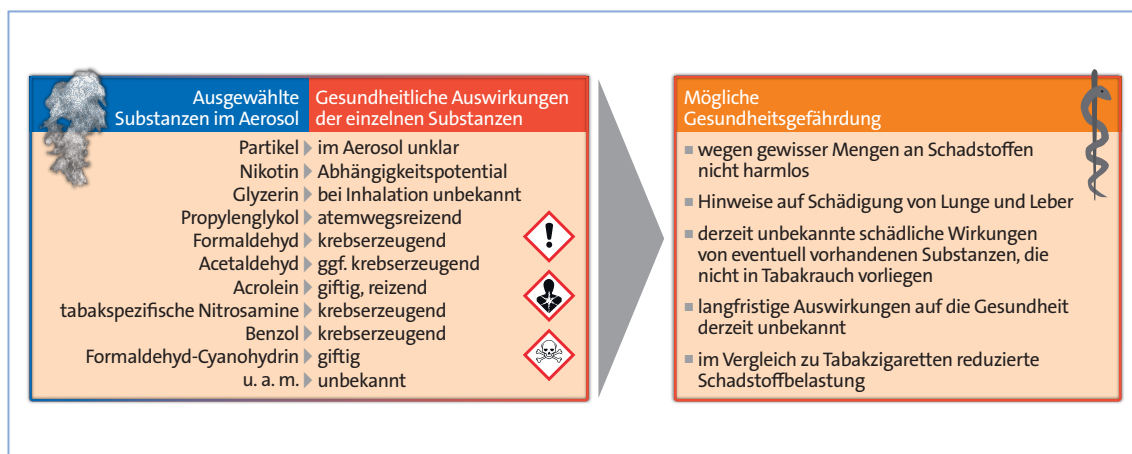 Ausgewählte
Substanzen im Aerosol
Gesundheitliche Auswirkungen
der einzelnen Substanzen
Partikel im Aerosol unklar
Nikotin Abhängigkeitspotential
Glyzerin bei Inhalation unbekannt
Propylenglykol atemwegsreizend
Formaldehyd krebserzeugend
Acetaldehyd ggf. krebserzeugend
Acrolein giftig, reizend
tabakspezifische Nitrosamine krebserzeugend
Benzol krebserzeugend
Formaldehyd-Cyanohydrin giftig
u. a. m. unbekannt
Mögliche
Gesundheitsgefährdung
wegen gewisser Mengen an Schadstoffen
nicht harmlos
Hinweise auf Schädigung von Lunge und Leber
derzeit unbekannte schädliche Wirkungen
von eventuell vorhandenen Substanzen, die
nicht in Tabakrauch vorliegen
langfristige Auswirkungen auf die Gesundheit
derzeit unbekannt
im Vergleich zu Tabakzigaretten reduzierte
Schadstoffbelastung